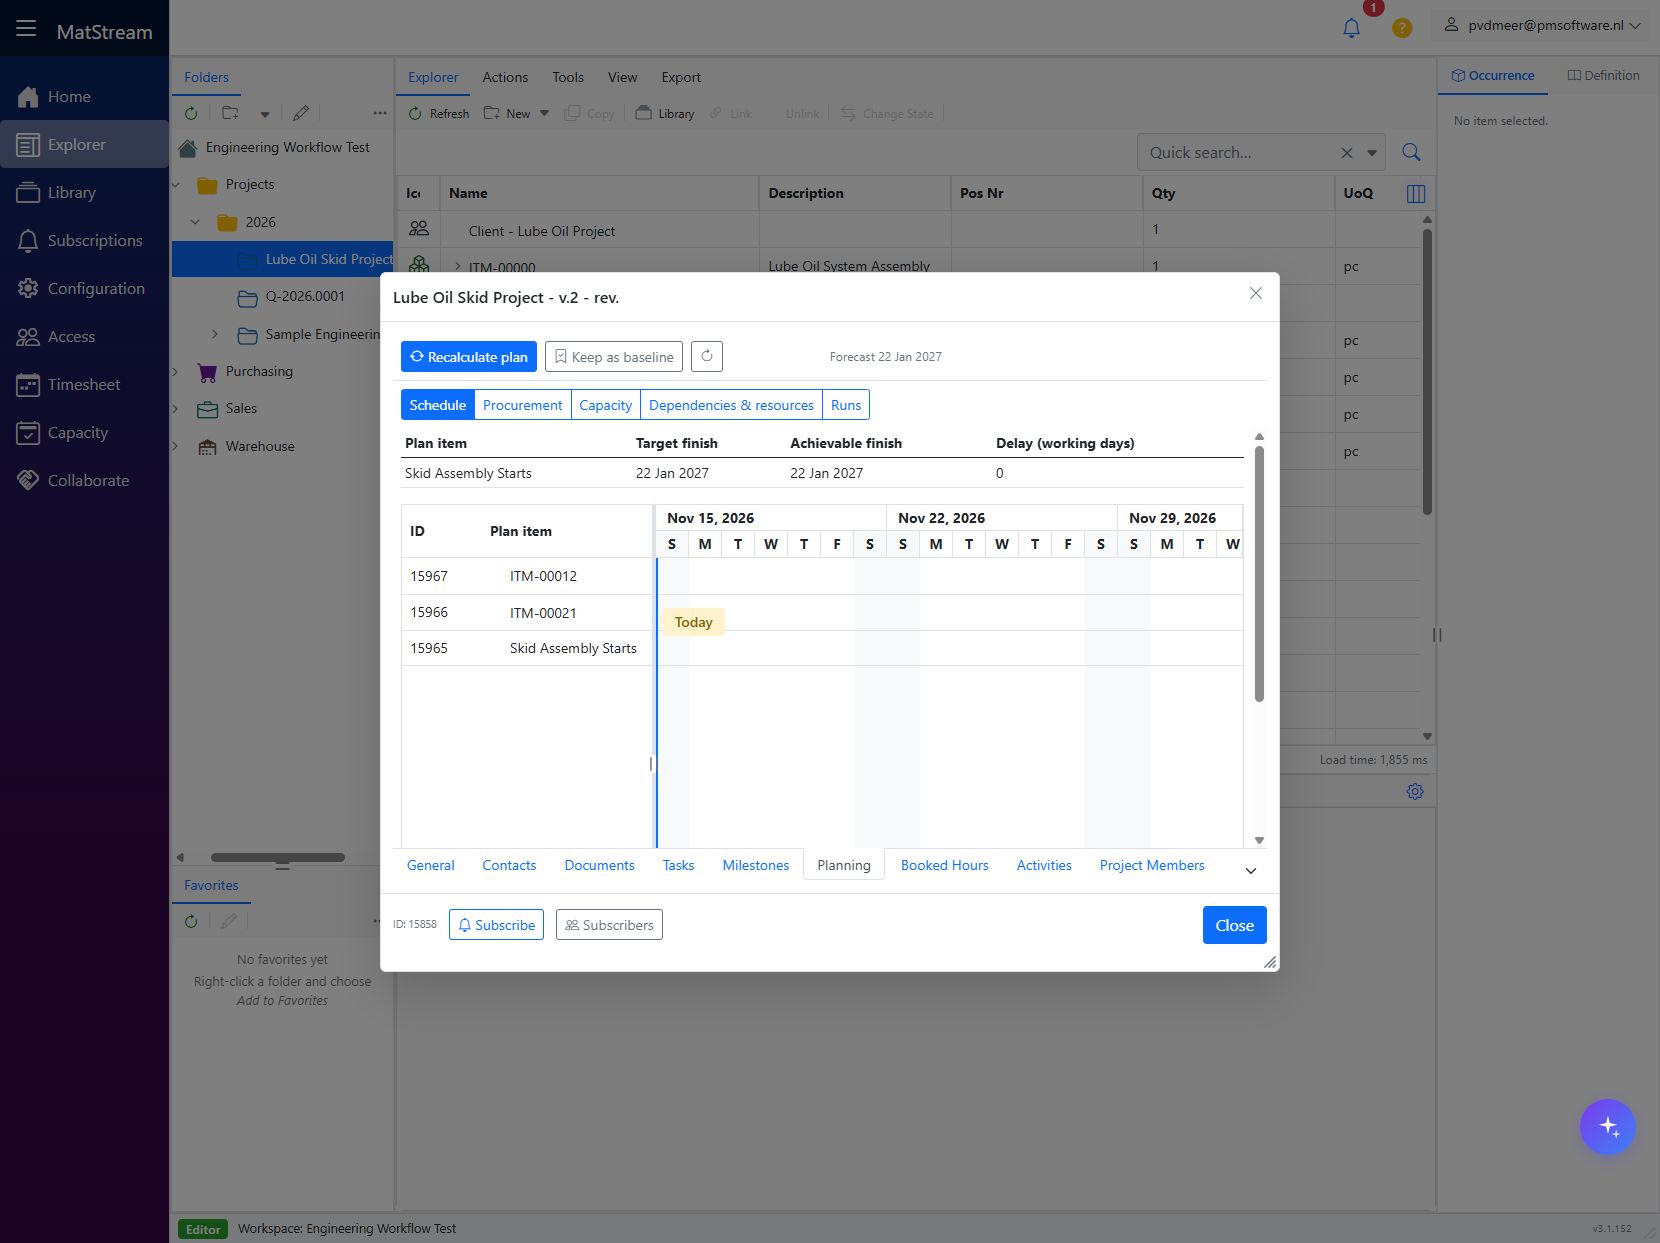 MatStream
1
?
pvdmeer@pmsoftware.nl
Home
Explorer
Library
Subscriptions
Configuration
Access
Timesheet
Capacity
Collaborate
Folders
Engineering Workflow Test
Projects
2026
Lube Oil Skid Project
Q-2026.0001
Sample Engineerin
Purchasing
Sales
Warehouse
Favorites
No favorites yet
Right-click a folder and choose
Add to Favorites
Explorer Actions Tools View Export
Refresh New Copy Library Link Unlink Change State
Quick search...
Name Description Pos Nr Qty UoQ
Client - Lube Oil Project 1
ITM-00000 Lube Oil System Assembly 1 pc
pc
pc
pc
pc
Load time: 1,855 ms
Occurrence Definition
No item selected.
Lube Oil Skid Project - v.2 - rev.
Recalculate plan Keep as baseline Forecast 22 Jan 2027
Schedule Procurement Capacity Dependencies & resources Runs
Plan item Target finish Achievable finish Delay (working days)
Skid Assembly Starts 22 Jan 2027 22 Jan 2027 0
ID Plan item Nov 15, 2026 Nov 22, 2026 Nov 29, 2026
S M T W T F S S M T W T F S S M T W
15967 ITM-00012
15966 ITM-00021
Today
15965 Skid Assembly Starts
General Contacts Documents Tasks Milestones Planning Booked Hours Activities Project Members
ID: 15858 Subscribe Subscribers Close
Editor Workspace: Engineering Workflow Test v3.1.152